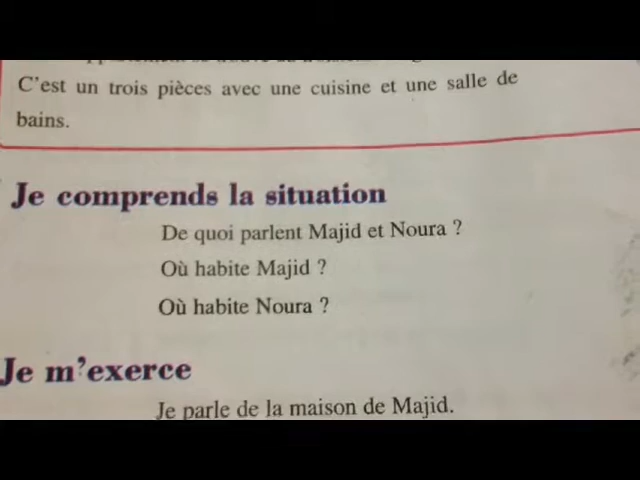 C'est un trois pièces avec une cuisine et une salle de
bains.
Je comprends la situation
De quoi parlent Majid et Noura ?
Où habite Majid ?
Où habite Noura ?
Je m'exerce
Je parle de la maison de Majid.